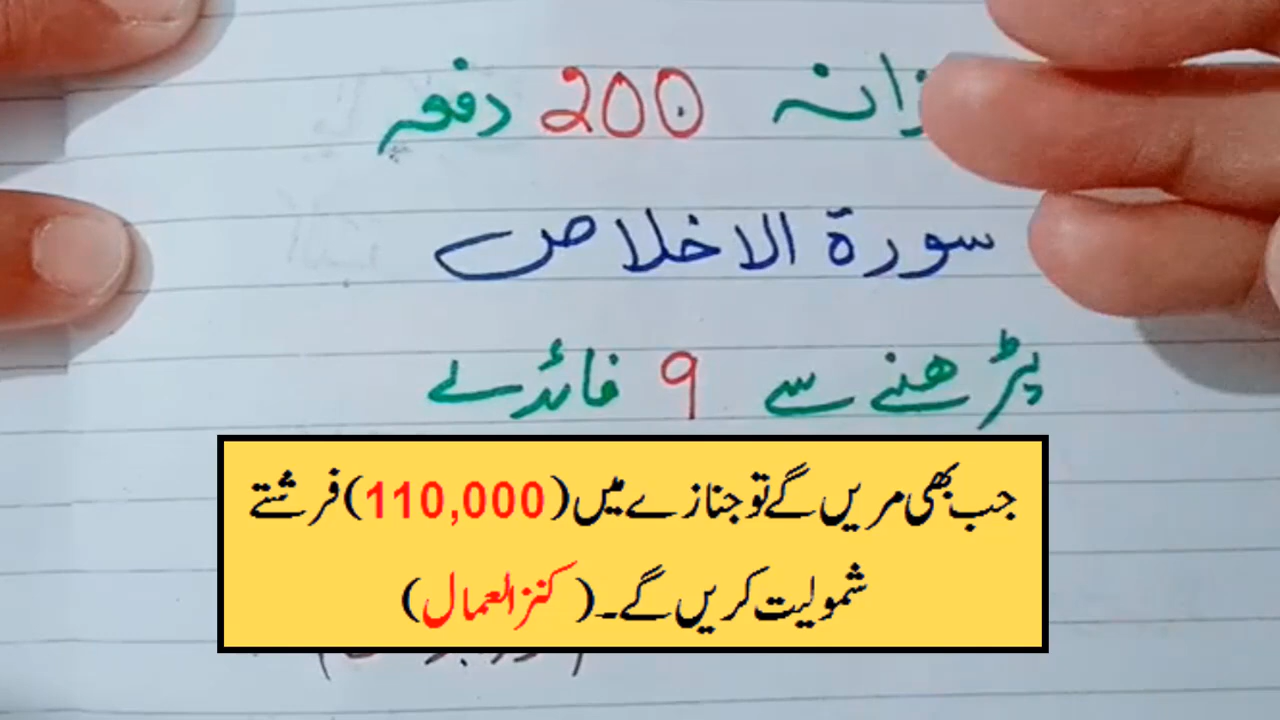 200 دفعہ
سورۃ الاخلاص
پڑھنے سے 9 فائدے
جب بھی مریں گے تو جنازے میں (110,000) فرشتے
شمولیت کریں گے۔ (کنزالعمال)